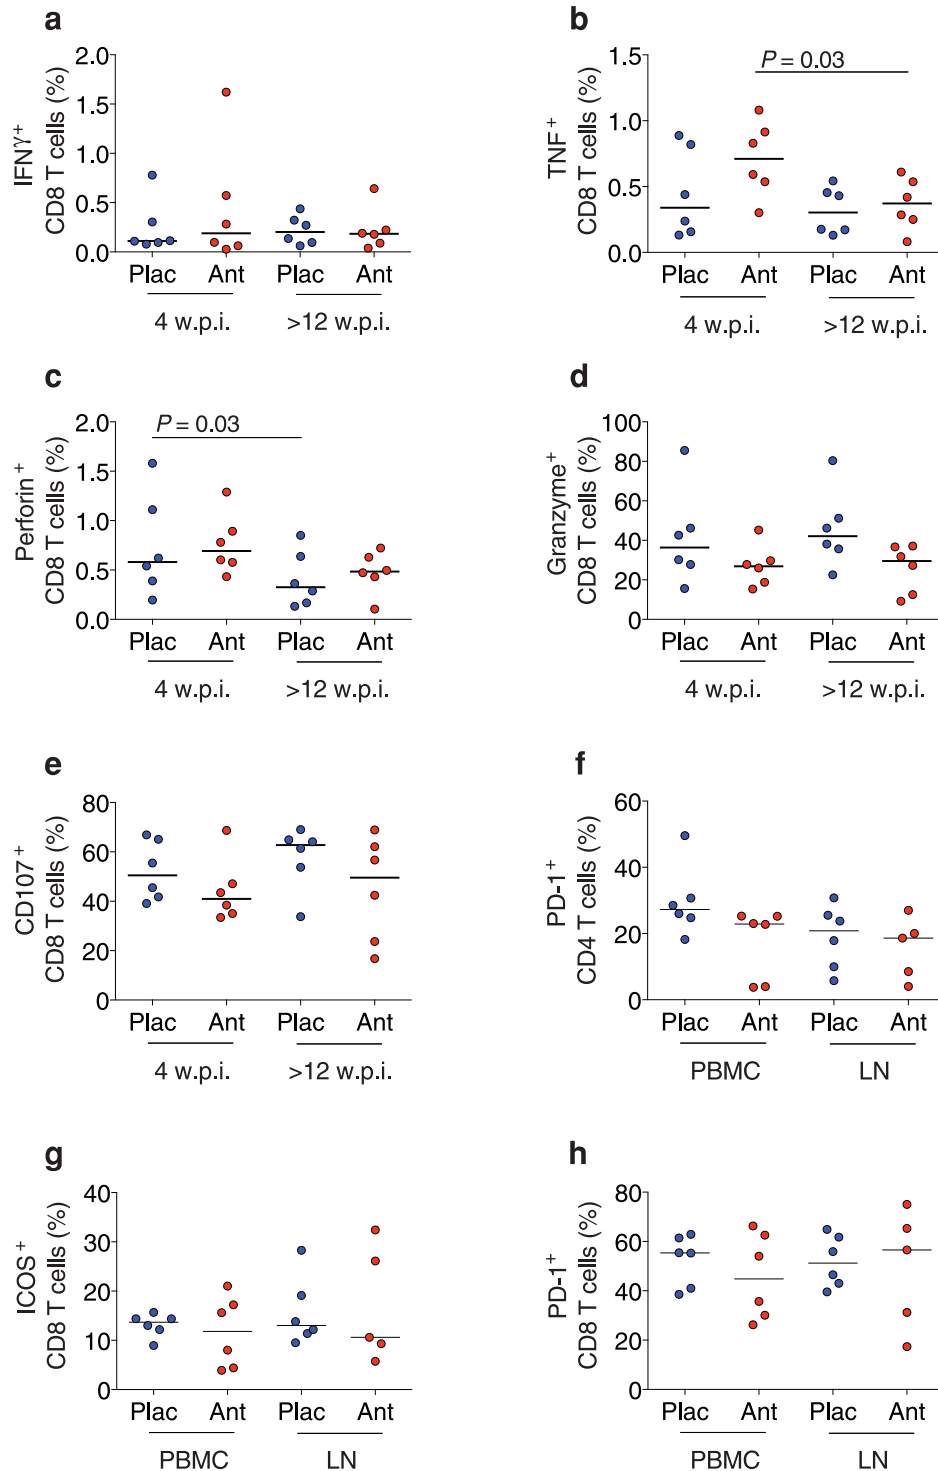 a
IFNγ+
CD8 T cells (%)
2.0
1.5
1.0
0.5
0.0
Plac Ant Plac Ant
4 w.p.i. >12 w.p.i.
b
TNF+
CD8 T cells (%)
1.5
1.0
0.5
0.0
P = 0.03
Plac Ant Plac Ant
4 w.p.i. >12 w.p.i.
c
Perforin+
CD8 T cells (%)
2.0
1.5
1.0
0.5
0.0
P = 0.03
Plac Ant Plac Ant
4 w.p.i. >12 w.p.i.
d
Granzyme+
CD8 T cells (%)
100
80
60
40
20
0
Plac Ant Plac Ant
4 w.p.i. >12 w.p.i.
e
CD107+
CD8 T cells (%)
80
60
40
20
0
Plac Ant Plac Ant
4 w.p.i. >12 w.p.i.
f
PD-1+
CD4 T cells (%)
60
40
20
0
Plac Ant Plac Ant
PBMC LN
g
ICOS+
CD8 T cells (%)
40
30
20
10
0
Plac Ant Plac Ant
PBMC LN
h
PD-1+
CD8 T cells (%)
80
60
40
20
0
Plac Ant Plac Ant
PBMC LN